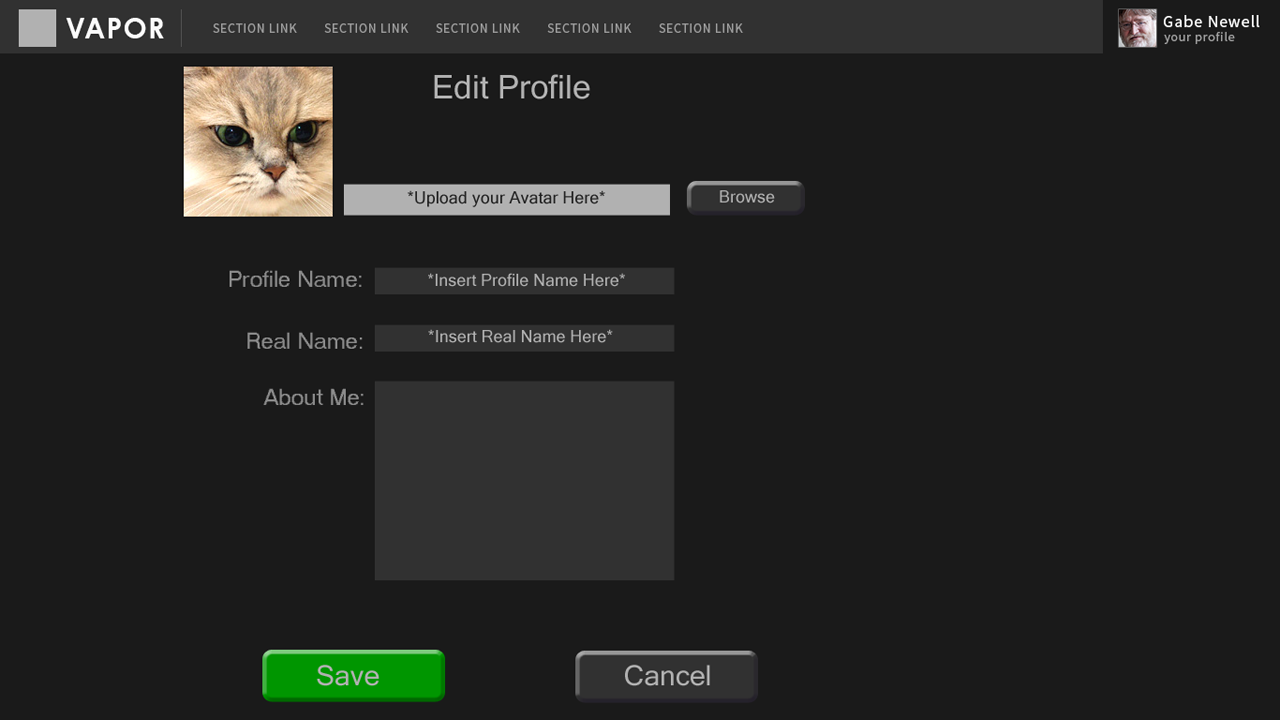 VAPOR
SECTION LINK SECTION LINK SECTION LINK SECTION LINK SECTION LINK
Gabe Newell
your profile
Edit Profile
*Upload your Avatar Here*
Browse
Profile Name:
*Insert Profile Name Here*
Real Name:
*Insert Real Name Here*
About Me:
Save
Cancel